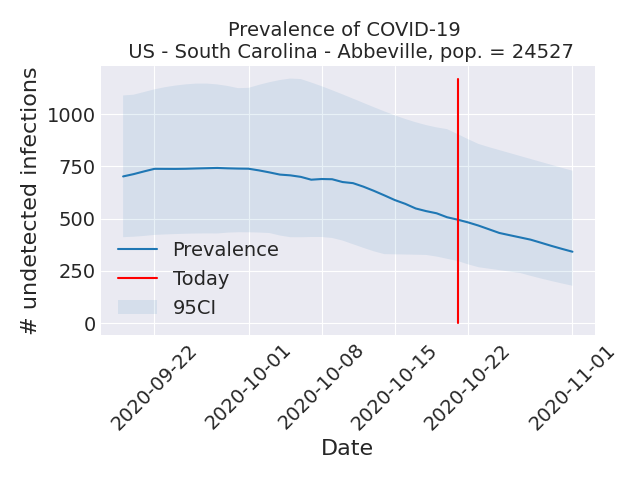 Prevalence of COVID-19
US - South Carolina - Abbeville, pop. = 24527
# undetected infections
1000
750
500
250
0
Prevalence
Today
95CI
2020-09-22
2020-10-01
2020-10-08
2020-10-15
2020-10-22
2020-11-01
Date